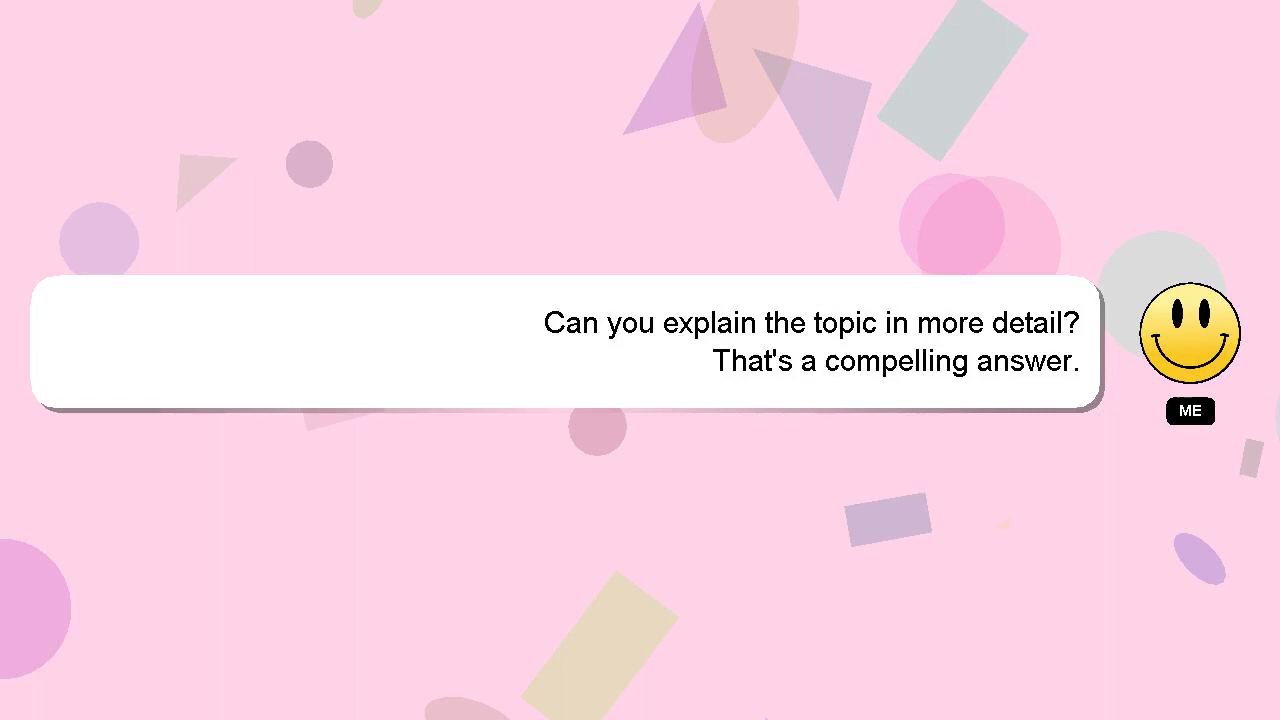 Can you explain the topic in more detail?
That's a compelling answer.
ME